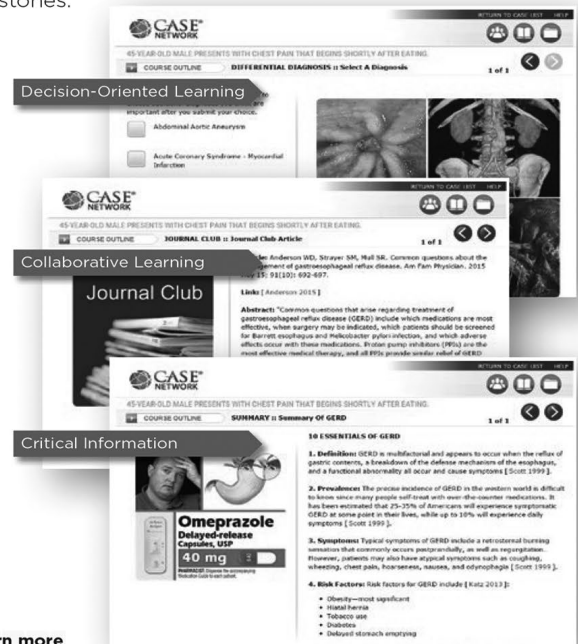 stories.
RETURN TO CASE LIST HELP
CASE
NETWORK
45-YEAR-OLD MALE PRESENTS WITH CHEST PAIN THAT BEGINS SHORTLY AFTER EATING.
COURSE OUTLINE DIFFERENTIAL DIAGNOSIS :: Select A Diagnosis
1 of 1
Decision-Oriented Learning
important after you submit your choice.
Abdominal Aortic Aneurysm
Acute Coronary Syndrome - Myocardial
Infarction
RETURN TO CASE LIST HELP
CASE
NETWORK
45-YEAR-OLD MALE PRESENTS WITH CHEST PAIN THAT BEGINS SHORTLY AFTER EATING.
COURSE OUTLINE JOURNAL CLUB :: Journal Club Article
1 of 1
Collaborative Learning
Journal Club
Anderson WD, Strayer SM, Mull SR. Common questions about the
management of gastroesophageal reflux disease. Am Fam Physician. 2015
15; 91(10): 692-697.
Link: [ Anderson 2015 ]
Abstract: "Common questions that arise regarding treatment of
gastroesophageal reflux disease (GERD) include which medications are most
effective, when surgery may be indicated, which patients should be screened
for Barrett esophagus and Helicobacter pylori infection, and which adverse
effects occur with these medications. Proton pump inhibitors (PPIs) are the
most effective medical therapy, and all PPIs provide similar relief of GERD
RETURN TO CASE LIST HELP
CASE
NETWORK
45-YEAR-OLD MALE PRESENTS WITH CHEST PAIN THAT BEGINS SHORTLY AFTER EATING.
COURSE OUTLINE SUMMARY :: Summary Of GERD
1 of 1
Critical Information
Omeprazole
Delayed-release
Capsules, USP
40 mg
10 ESSENTIALS OF GERD
1. Definition: GERD is multifactorial and appears to occur when the reflux of
gastric contents, a breakdown of the defense mechanism of the esophagus,
and a functional abnormality all occur and cause symptoms [ Scott 1999 ].
2. Prevalence: The precise incidence of GERD in the western world is difficult
to know since many people self-treat with over-the-counter medications. It
has been estimated that 25-35% of Americans will experience symptomatic
GERD at some point in their lives, while up to 10% will experience daily
symptoms [ Scott 1999 ].
3. Symptoms: Typical symptoms of GERD include a retrosternal burning
sensation that commonly occurs postprandially, as well as regurgitation.
However, patients may also have atypical symptoms such as coughing,
wheezing, chest pain, hoarseness, nausea, and odynophagia [ Scott 1999 ].
4. Risk Factors: Risk factors for GERD include [ Katz 2013 ]:
• Obesity—most significant
• Hiatal hernia
• Tobacco use
• Diabetes
• Delayed stomach emptying
rn more